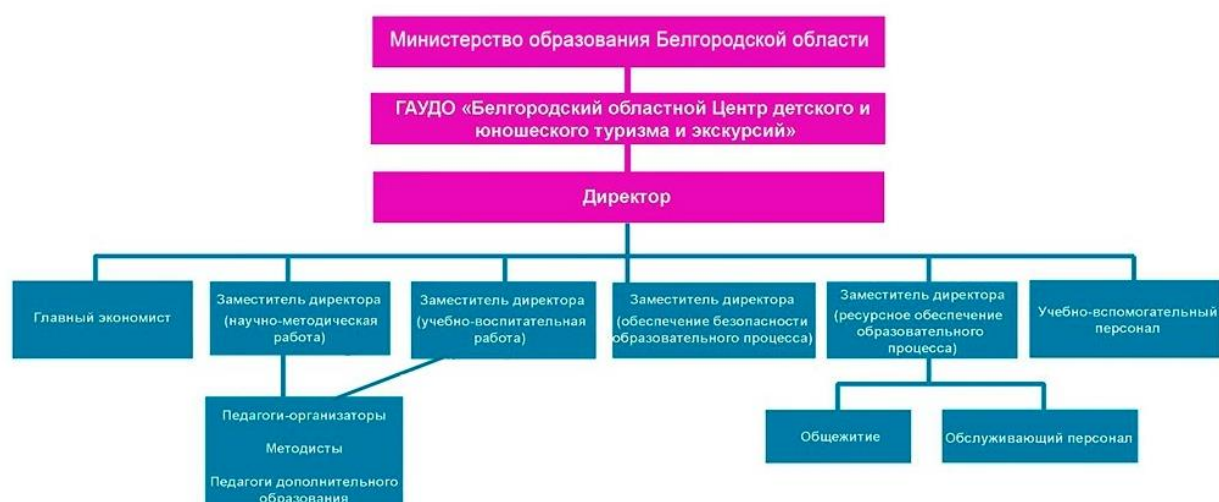 Министерство образования Белгородской области
ГАУДО «Белгородский областной Центр детского и
юношеского туризма и экскурсий»
Директор
Главный экономист
Заместитель директора
(научно-методическая
работа)
Заместитель директора
(учебно-воспитательная
работа)
Заместитель директора
(обеспечение безопасности
образовательного процесса)
Заместитель директора
(ресурсное обеспечение
образовательного
процесса)
Учебно-вспомогательный
персонал
Педагоги-организаторы
Методисты
Педагоги дополнительного
образования
Общежитие
Обслуживающий персонал